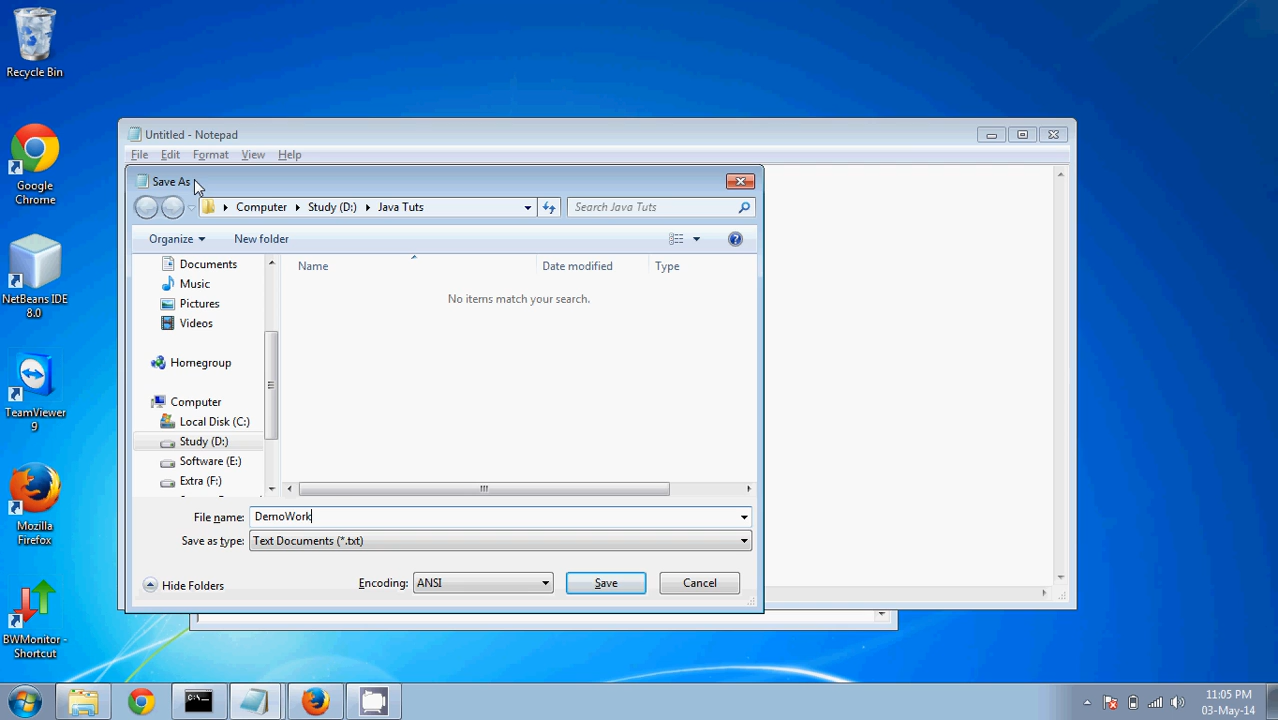 Recycle Bin
Google
Chrome
NetBeans IDE
8.0
TeamViewer
9
Mozilla
Firefox
BWMonitor -
Shortcut
Untitled - Notepad
File Edit Format View Help
Save As
Computer Study (D:) Java Tuts
Search Java Tuts
Organize New folder
Name Date modified Type
No items match your search.
Documents
Music
Pictures
Videos
Homegroup
Computer
Local Disk (C:)
Study (D:)
Software (E:)
Extra (F:)
File name: DemoWork
Save as type: Text Documents (*.txt)
Hide Folders Encoding: ANSI Save Cancel
11:05 PM
03-May-14